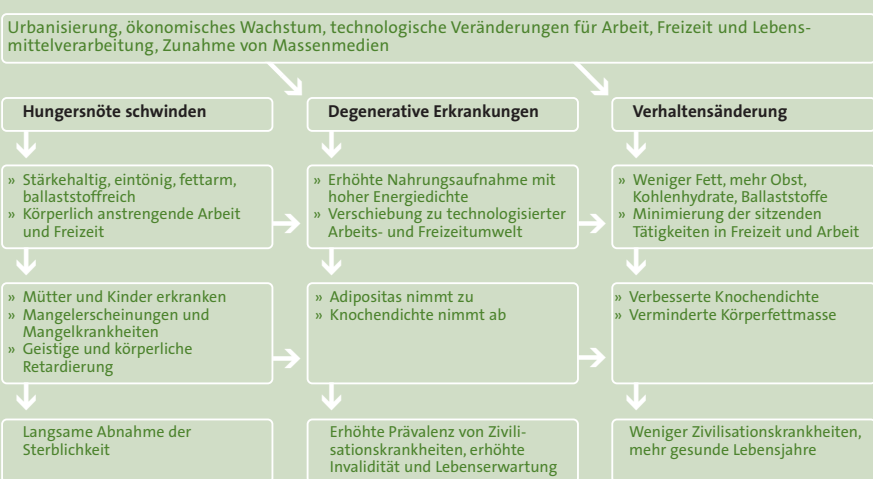 Urbanisierung, ökonomisches Wachstum, technologische Veränderungen für Arbeit, Freizeit und Lebens-
mittelverarbeitung, Zunahme von Massenmedien
Hungersnöte schwinden
Degenerative Erkrankungen
Verhaltensänderung
» Stärkehaltig, eintönig, fettarm,
ballaststoffreich
» Körperlich anstrengende Arbeit
und Freizeit
» Erhöhte Nahrungsaufnahme mit
hoher Energiedichte
» Verschiebung zu technologisierter
Arbeits- und Freizeitumwelt
» Weniger Fett, mehr Obst,
Kohlenhydrate, Ballaststoffe
» Minimierung der sitzenden
Tätigkeiten in Freizeit und Arbeit
» Mütter und Kinder erkranken
» Mangelerscheinungen und
Mangelkrankheiten
» Geistige und körperliche
Retardierung
» Adipositas nimmt zu
» Knochendichte nimmt ab
» Verbesserte Knochendichte
» Verminderte Körperfettmasse
Langsame Abnahme der
Sterblichkeit
Erhöhte Prävalenz von Zivili-
sationskrankheiten, erhöhte
Invalidität und Lebenserwartung
Weniger Zivilisationskrankheiten,
mehr gesunde Lebensjahre